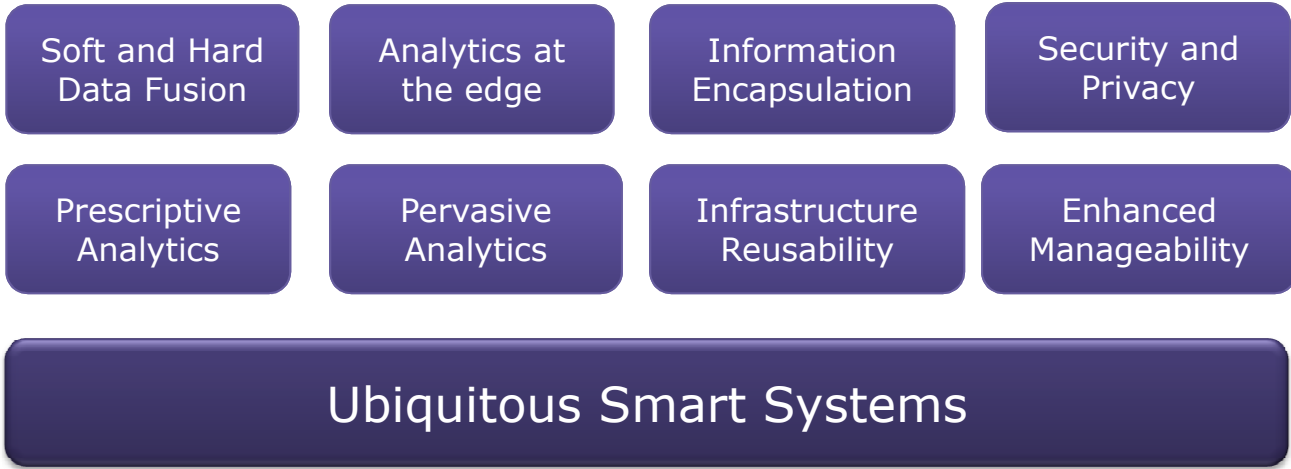 Soft and Hard
Data Fusion
Analytics at
the edge
Information
Encapsulation
Security and
Privacy
Prescriptive
Analytics
Pervasive
Analytics
Infrastructure
Reusability
Enhanced
Manageability
Ubiquitous Smart Systems